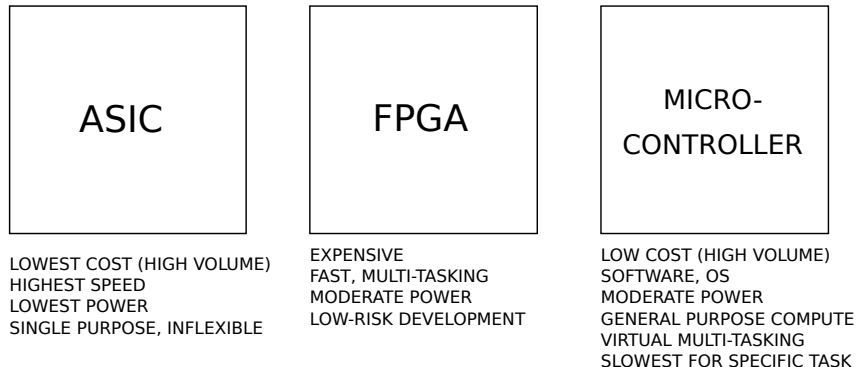 ASIC
LOWEST COST (HIGH VOLUME)
HIGHEST SPEED
LOWEST POWER
SINGLE PURPOSE, INFLEXIBLE
FPGA
EXPENSIVE
FAST, MULTI-TASKING
MODERATE POWER
LOW-RISK DEVELOPMENT
MICRO-
CONTROLLER
LOW COST (HIGH VOLUME)
SOFTWARE, OS
MODERATE POWER
GENERAL PURPOSE COMPUTE
VIRTUAL MULTI-TASKING
SLOWEST FOR SPECIFIC TASK